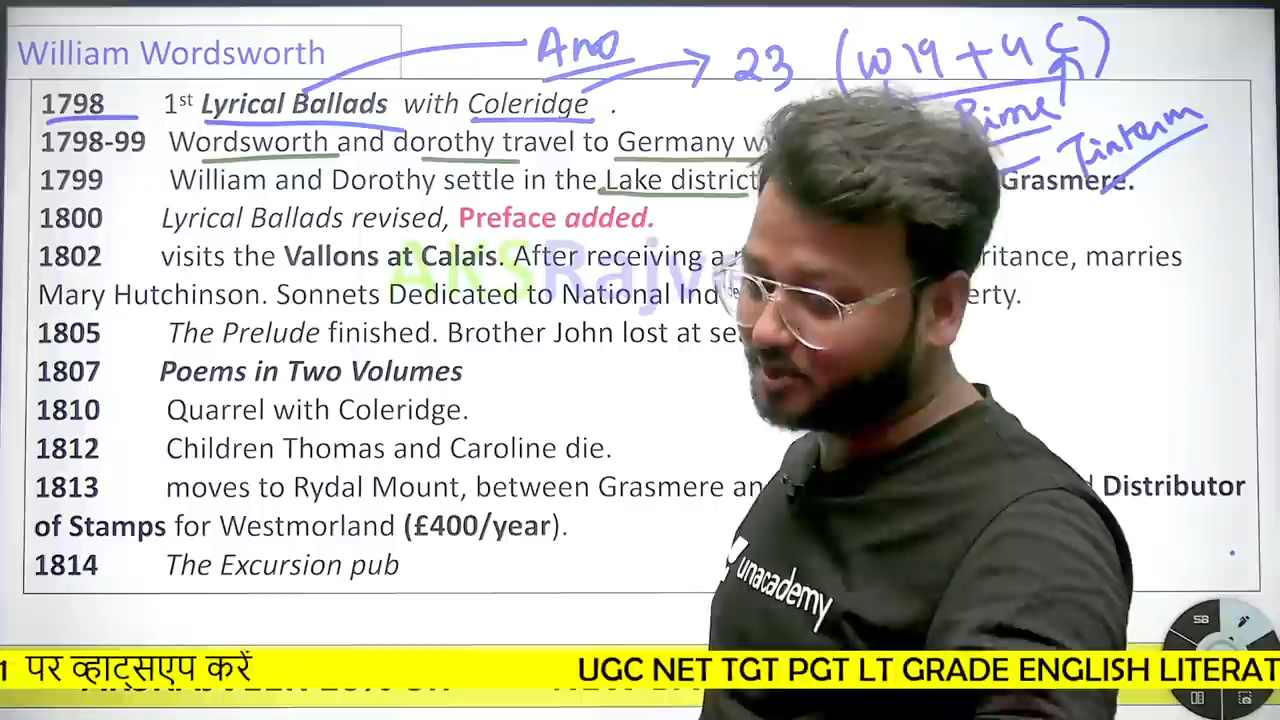 William Wordsworth
Ano → 23 (W 19 + 4 C)
Rime
Tintern
1798 1st Lyrical Ballads with Coleridge .
1798-99 Wordsworth and dorothy travel to Germany w
1799 William and Dorothy settle in the Lake district Grasmere.
1800 Lyrical Ballads revised, Preface added.
1802 visits the Vallons at Calais. After receiving a ritance, marries
Mary Hutchinson. Sonnets Dedicated to National Ind erty.
1805 The Prelude finished. Brother John lost at se
1807 Poems in Two Volumes
1810 Quarrel with Coleridge.
1812 Children Thomas and Caroline die.
1813 moves to Rydal Mount, between Grasmere an Distributor
of Stamps for Westmorland (£400/year).
1814 The Excursion pub
unacademy
SB
1 पर व्हाट्सएप करें UGC NET TGT PGT LT GRADE ENGLISH LITERAT